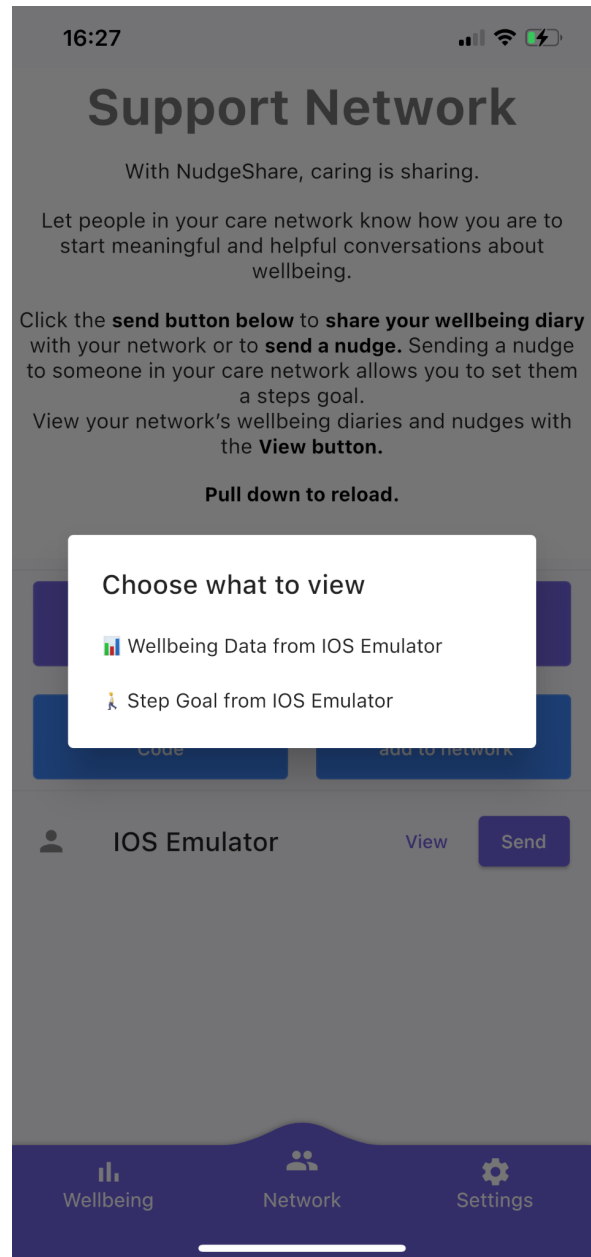 16:27
Support Network
With NudgeShare, caring is sharing.
Let people in your care network know how you are to
start meaningful and helpful conversations about
wellbeing.
Click the send button below to share your wellbeing diary
with your network or to send a nudge. Sending a nudge
to someone in your care network allows you to set them
a steps goal.
View your network's wellbeing diaries and nudges with
the View button.
Pull down to reload.
Choose what to view
Wellbeing Data from IOS Emulator
Step Goal from IOS Emulator
Code
add to network
IOS Emulator
View
Send
Wellbeing
Network
Settings